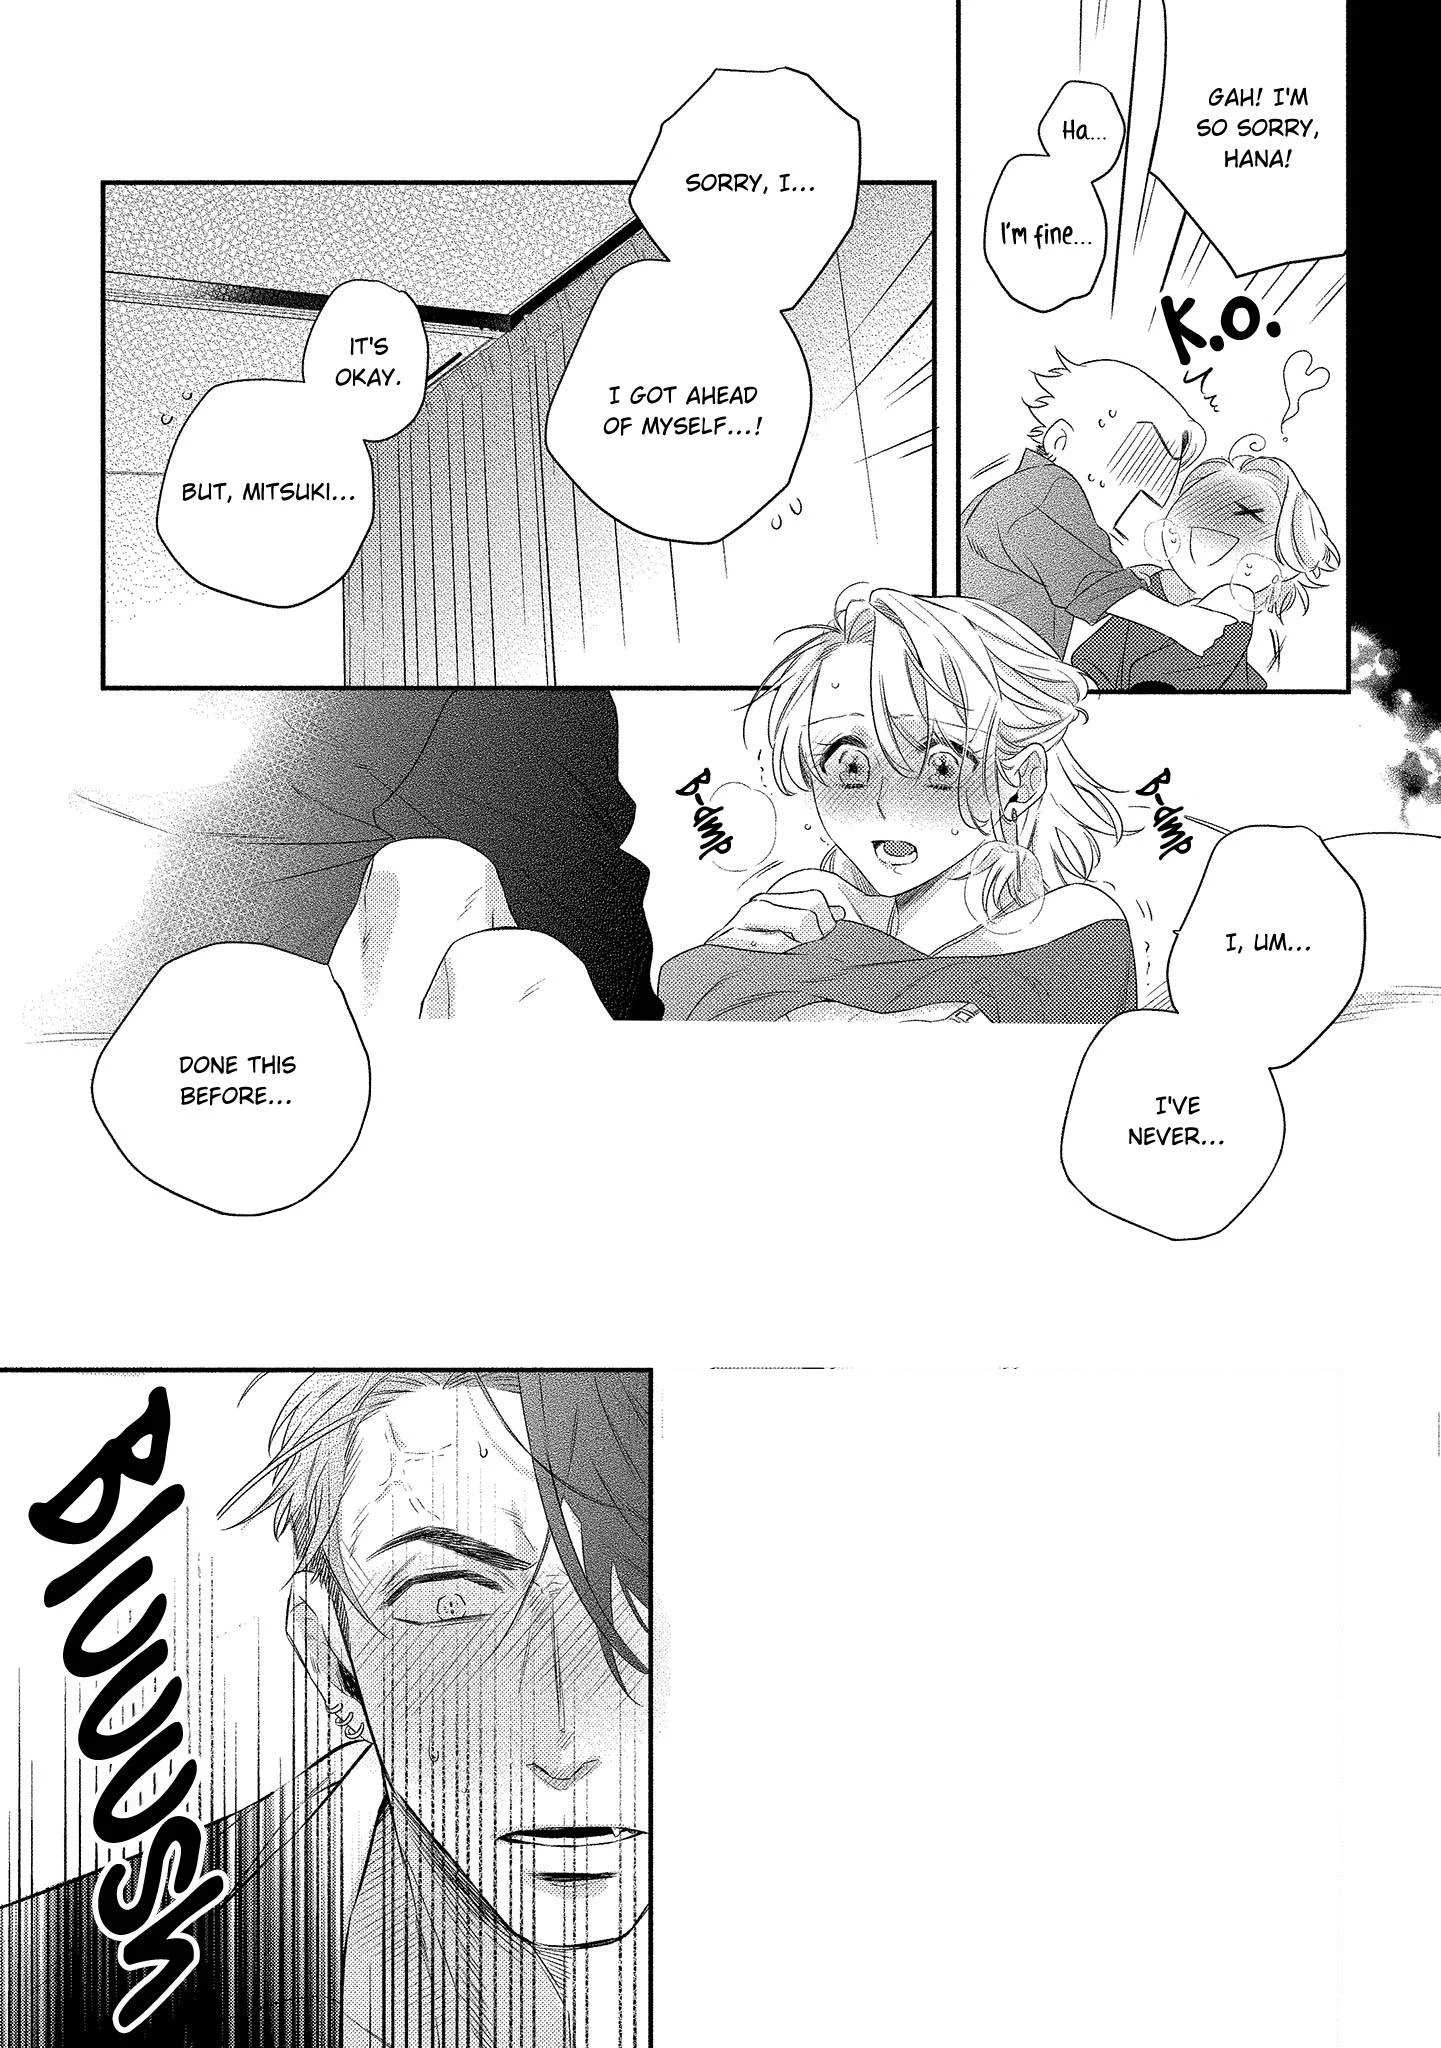 GAH! I'M
SO SORRY,
HANA!
Ha...
I'm fine...
K.O.
SORRY, I...
I GOT AHEAD
OF MYSELF...!
IT'S
OKAY.
BUT, MITSUKI...
B-dmp
B-dmp
I, UM...
I'VE
NEVER...
DONE THIS
BEFORE...
Bluuush